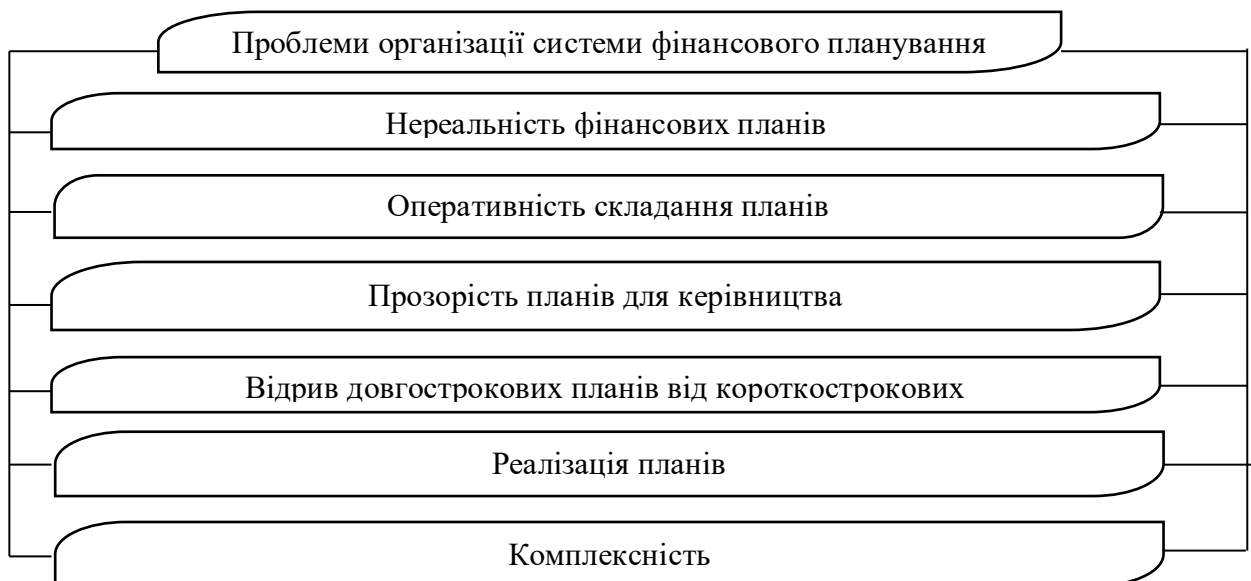 Проблеми організації системи фінансового планування
Нереальність фінансових планів
Оперативність складання планів
Прозорість планів для керівництва
Відрив довгострокових планів від короткострокових
Реалізація планів
Комплексність